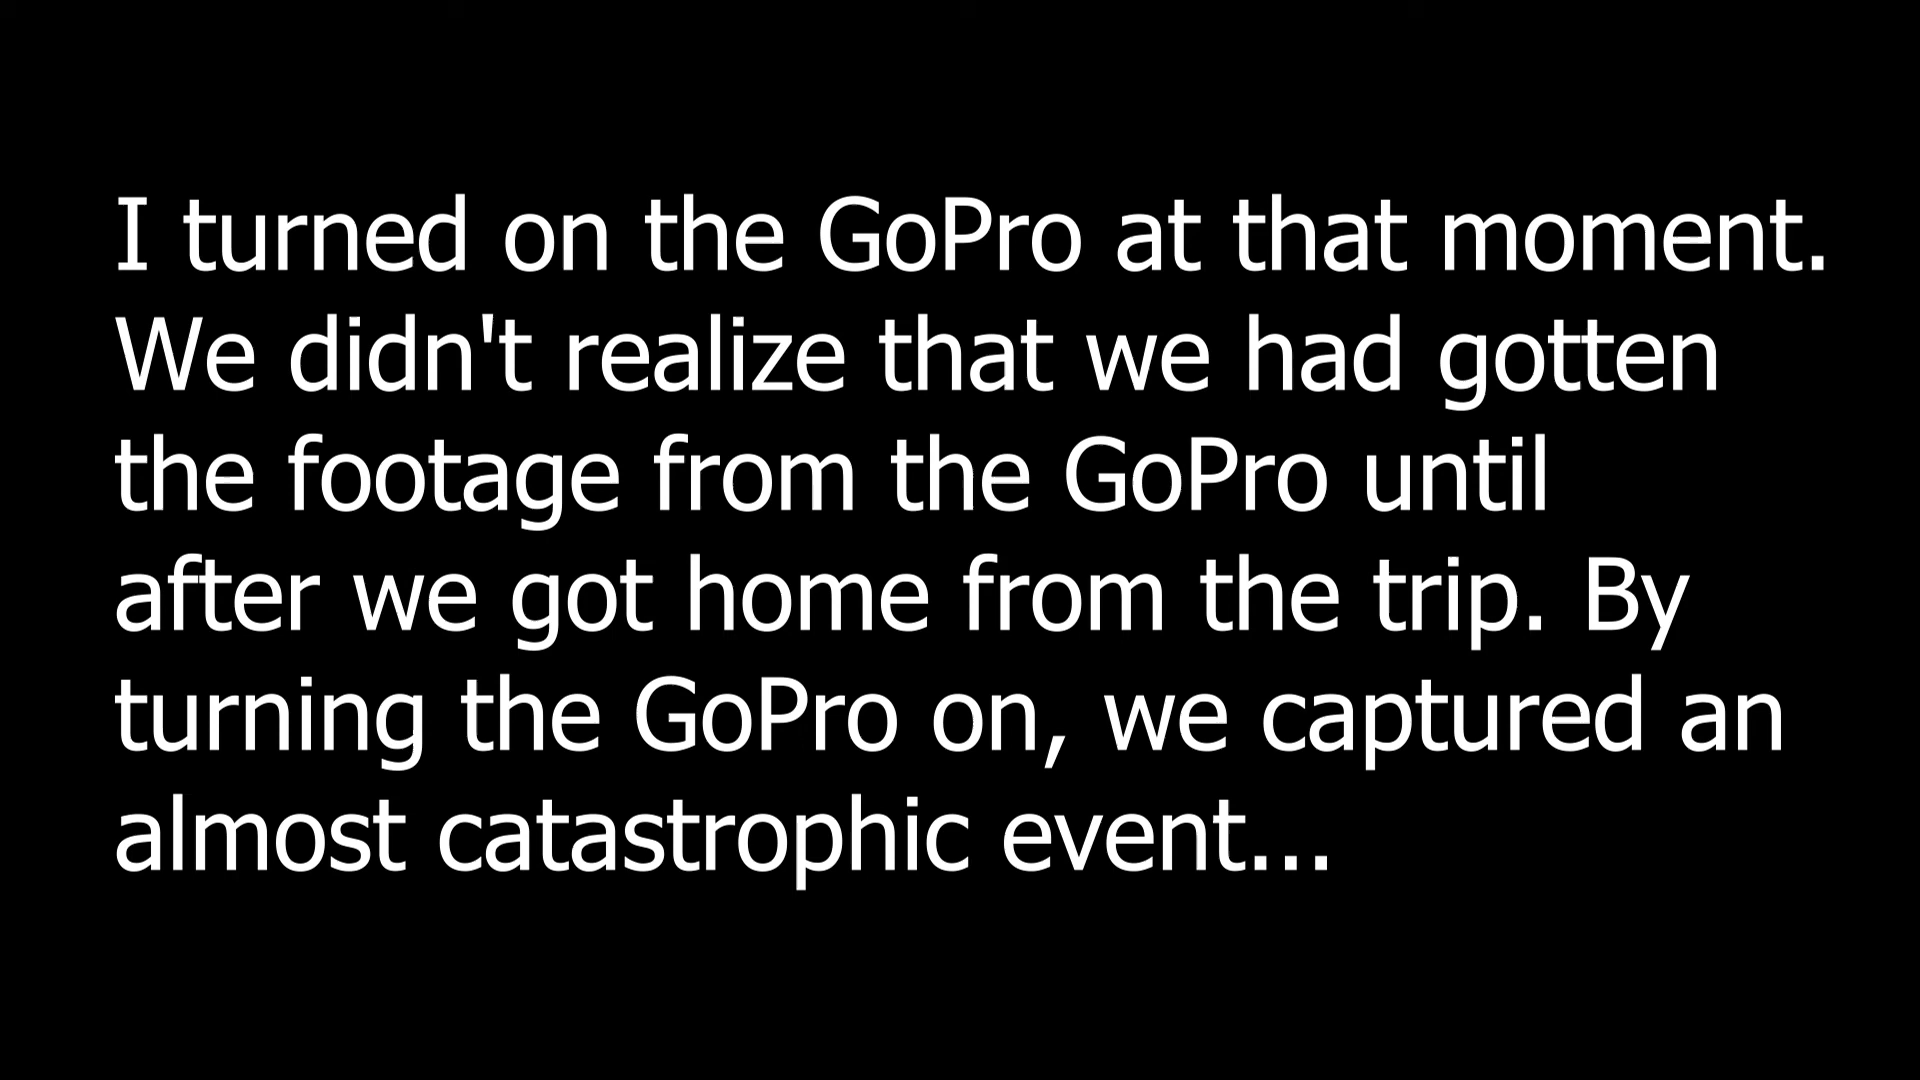 I turned on the GoPro at that moment.
We didn't realize that we had gotten
the footage from the GoPro until
after we got home from the trip. By
turning the GoPro on, we captured an
almost catastrophic event...